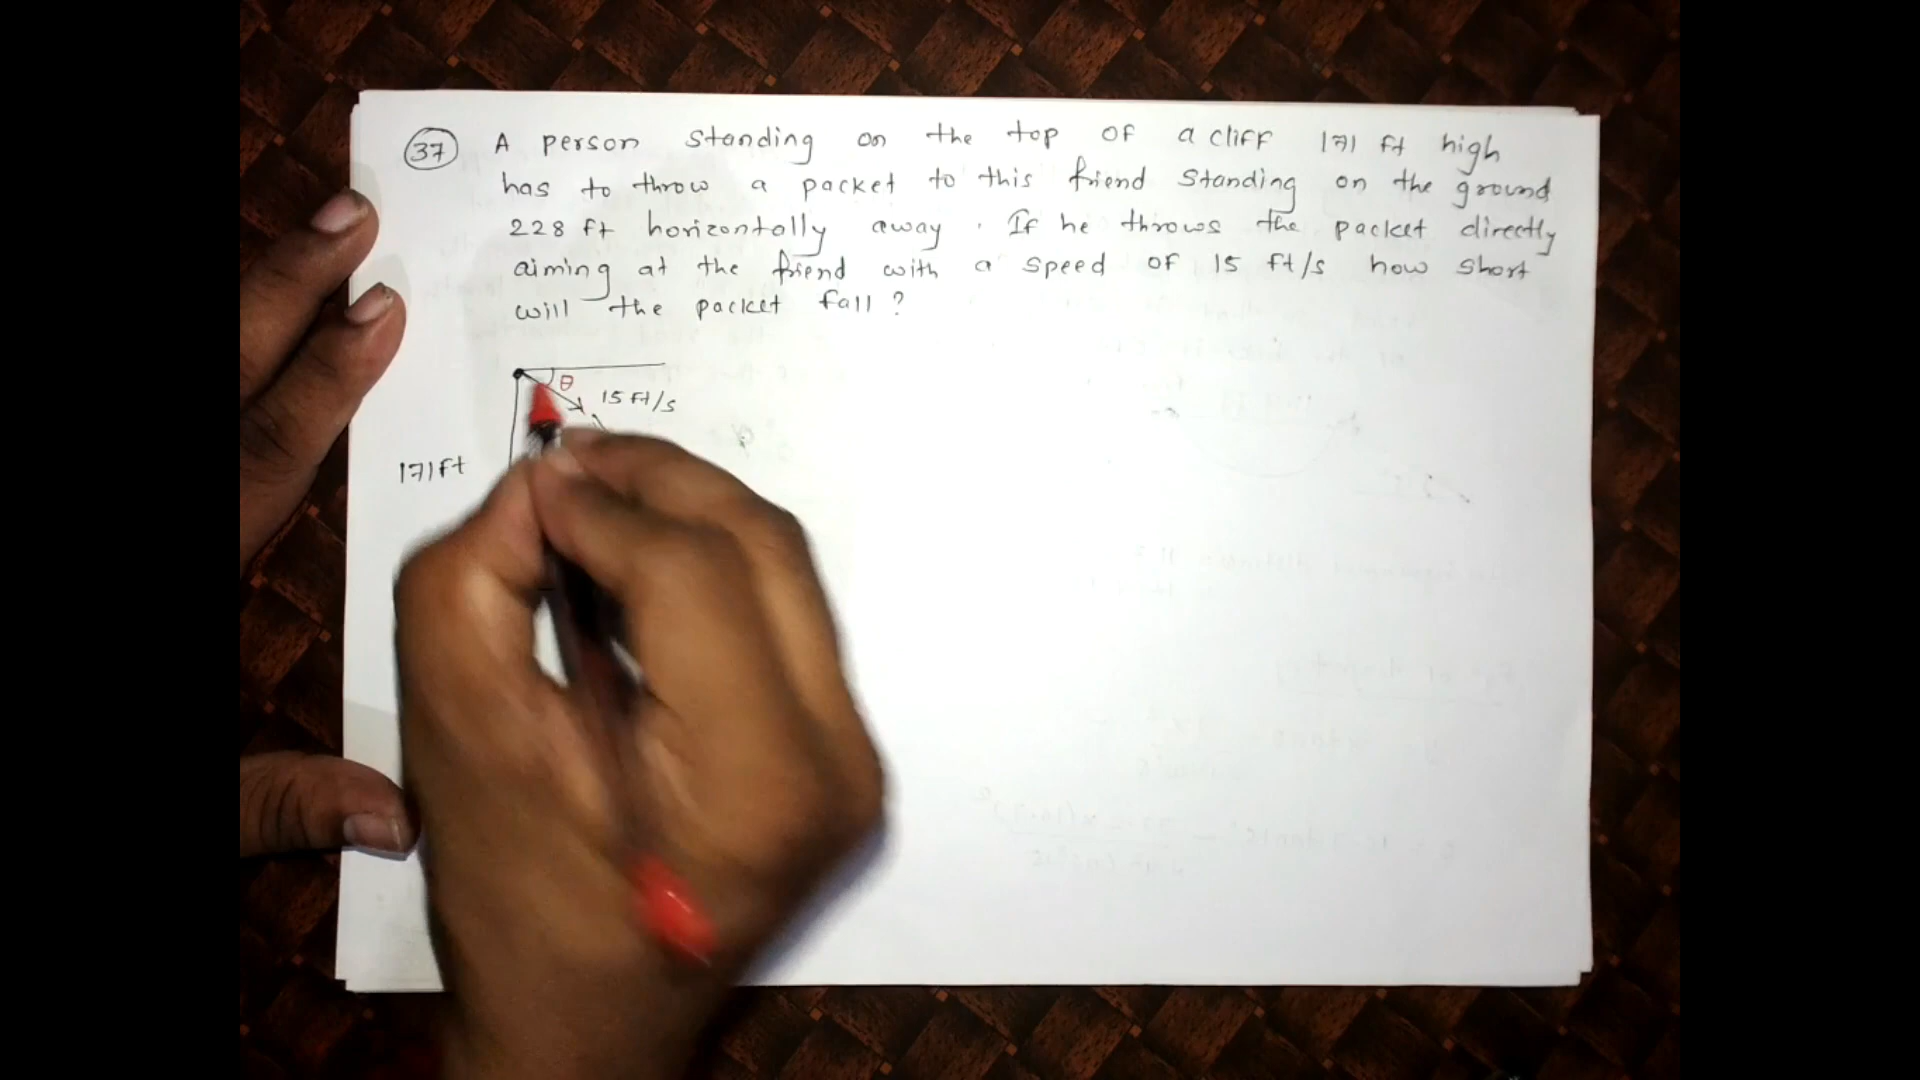 37 A person standing on the top of a cliff 171 ft high
has to throw a packet to this friend standing on the ground
228 ft horizontally away. If he throws the packet directly
aiming at the friend with a speed of 15 ft/s how short
will the packet fall?
θ
15 ft/s
171 ft